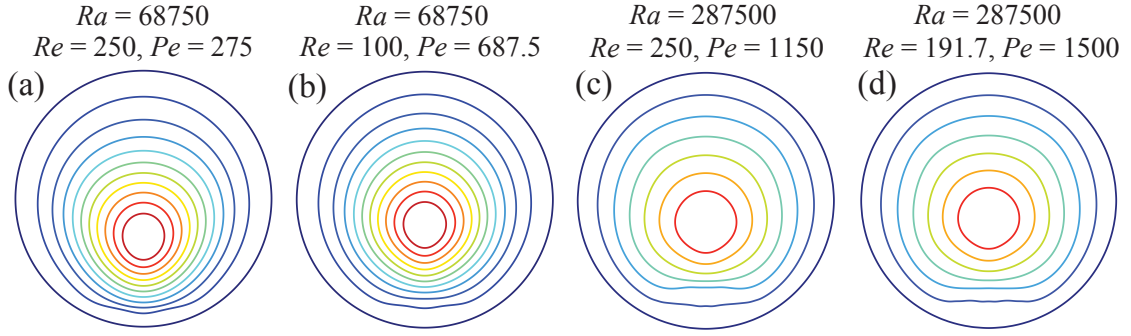 Ra = 68750
Re = 250, Pe = 275
(a)
Ra = 68750
Re = 100, Pe = 687.5
(b)
Ra = 287500
Re = 250, Pe = 1150
(c)
Ra = 287500
Re = 191.7, Pe = 1500
(d)